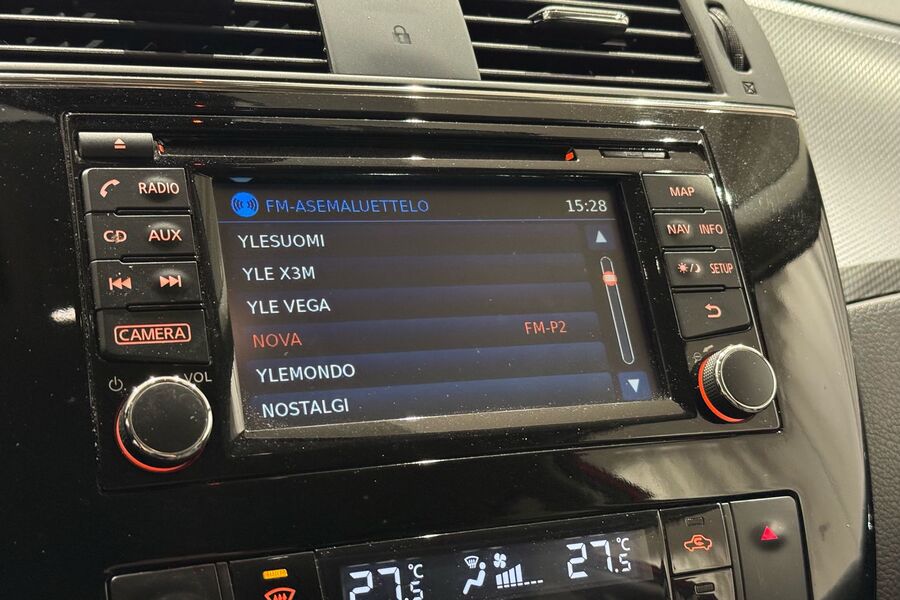 RADIO
CD AUX
CAMERA
VOL
FM-ASEMALUETTELO 15:28
YLESUOMI
YLE X3M
YLE VEGA
NOVA FM-P2
YLEMONDO
NOSTALGI
MAP
NAV INFO
SETUP
27.5 °C
27.5 °C